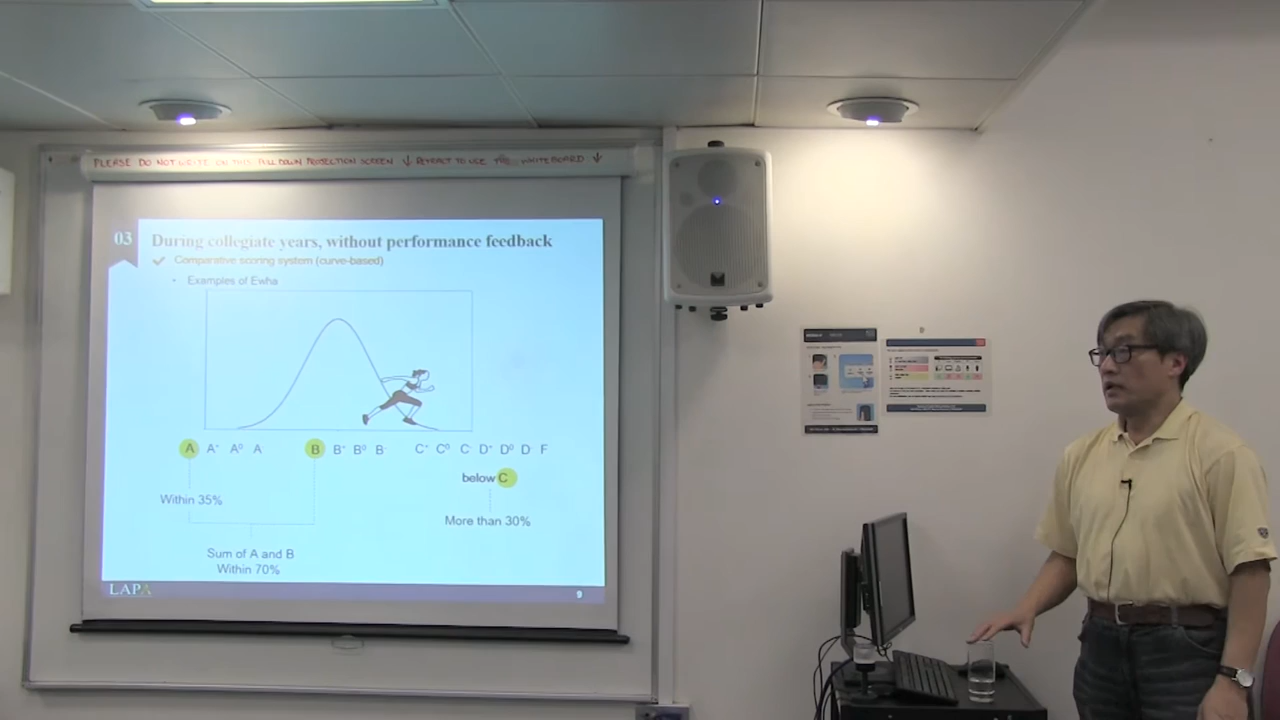 PLEASE DO NOT WRITE ON THIS PULL DOWN PROJECTION SCREEN ↓ RETRACT TO USE THE WHITEBOARD ↓
03
During collegiate years, without performance feedback
✓ Comparative scoring system (curve-based)
• Examples of Ewha
A A⁺ A⁰ A B B⁺ B⁰ B⁻ C⁺ C⁰ C D⁺ D⁰ D F
below C
Within 35%
More than 30%
Sum of A and B
Within 70%
LAPA
9